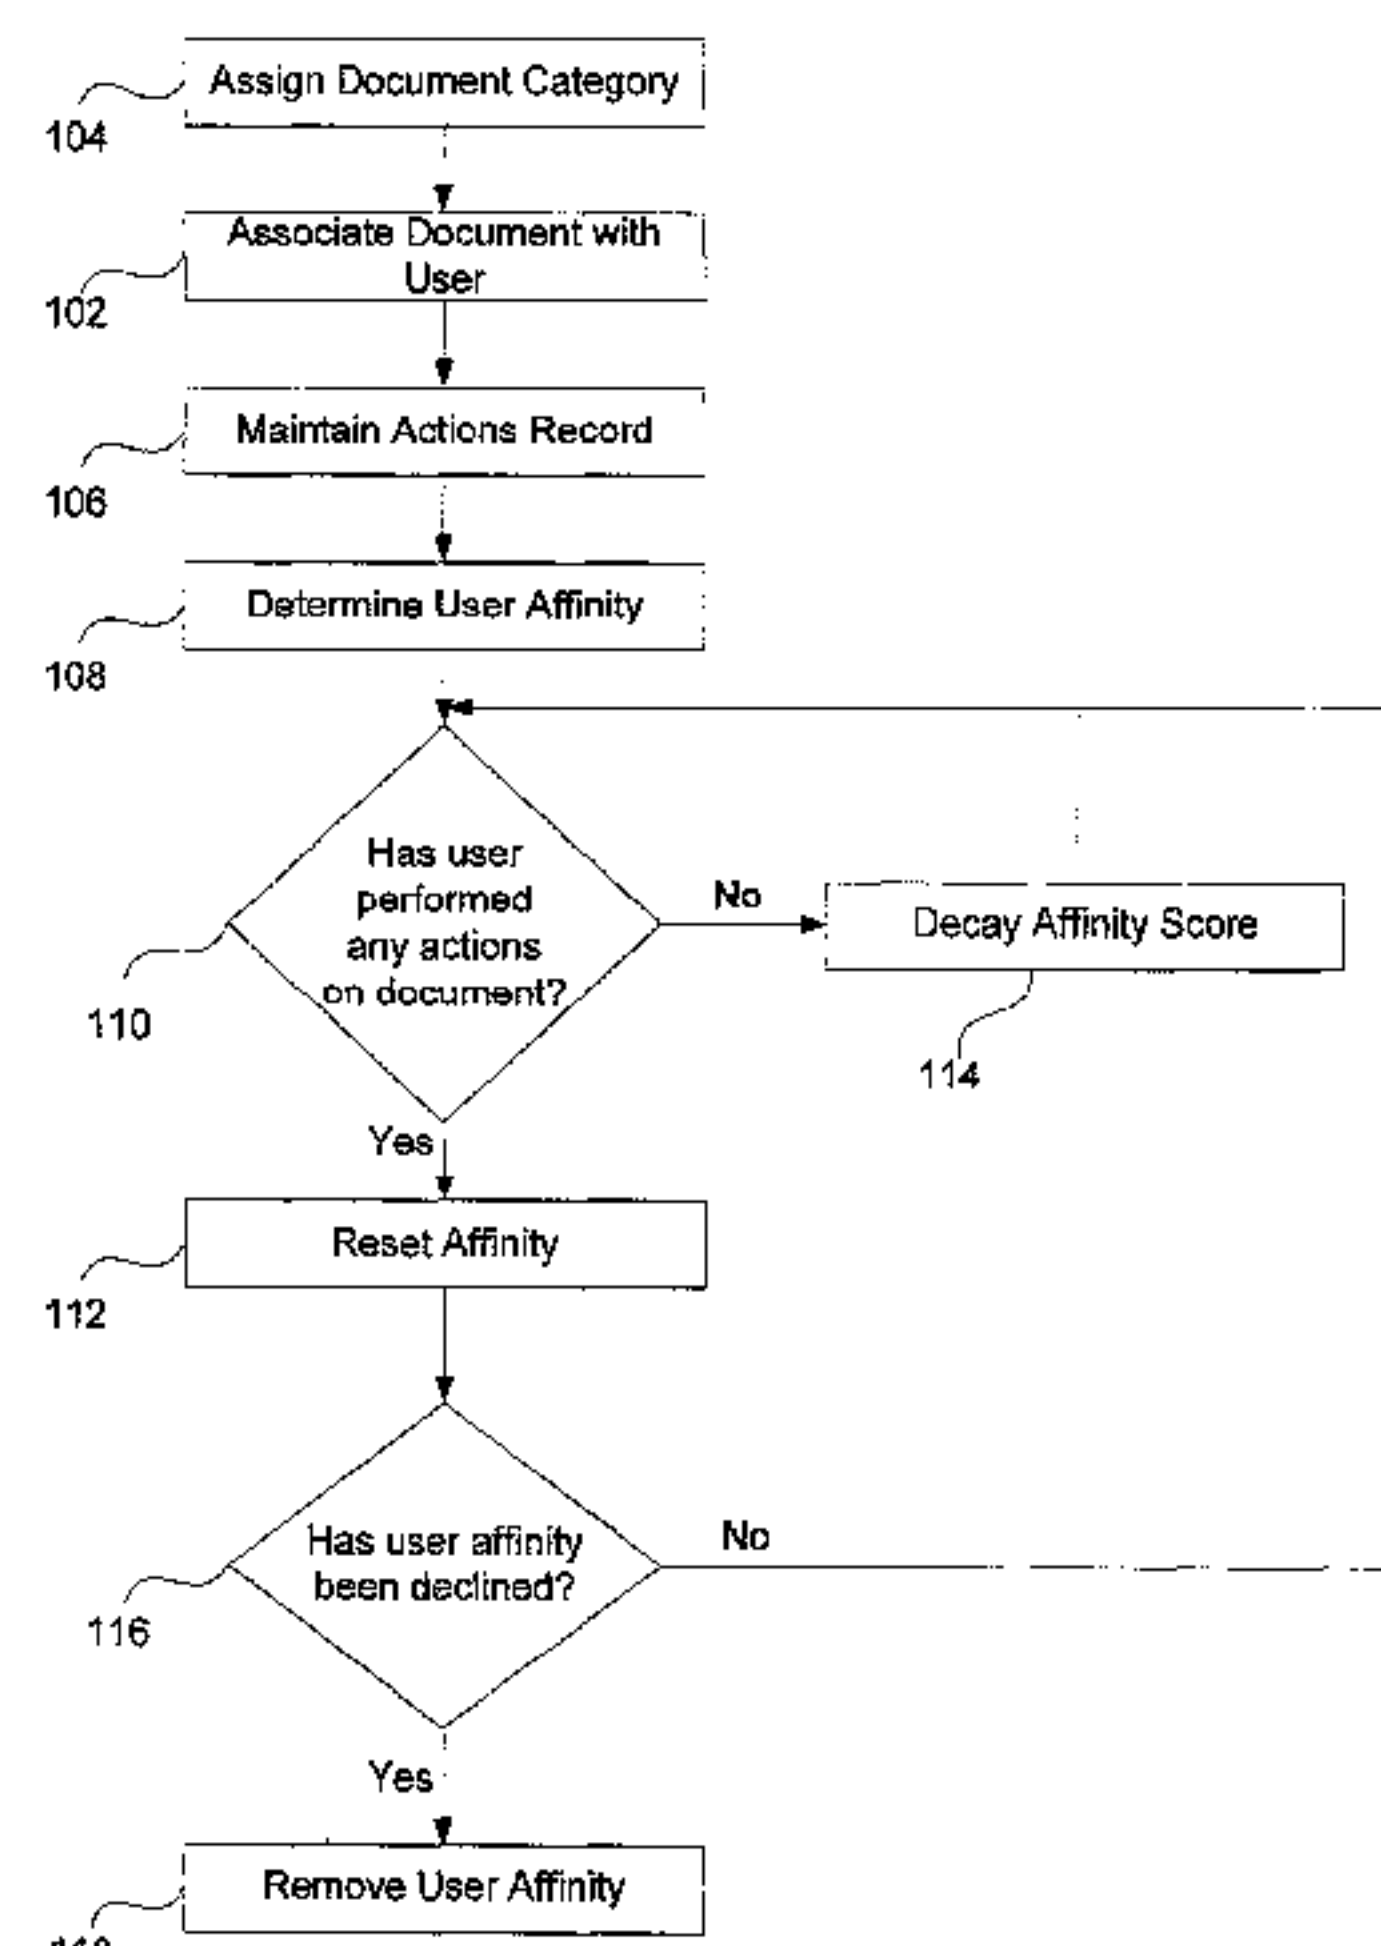 Assign Document Category
104
Associate Document with
User
102
Maintain Actions Record
106
Determine User Affinity
108
Has user
performed
any actions
on document?
No
Decay Affinity Score
110
114
Yes
Reset Affinity
112
Has user affinity
been declined?
No
116
Yes
Remove User Affinity